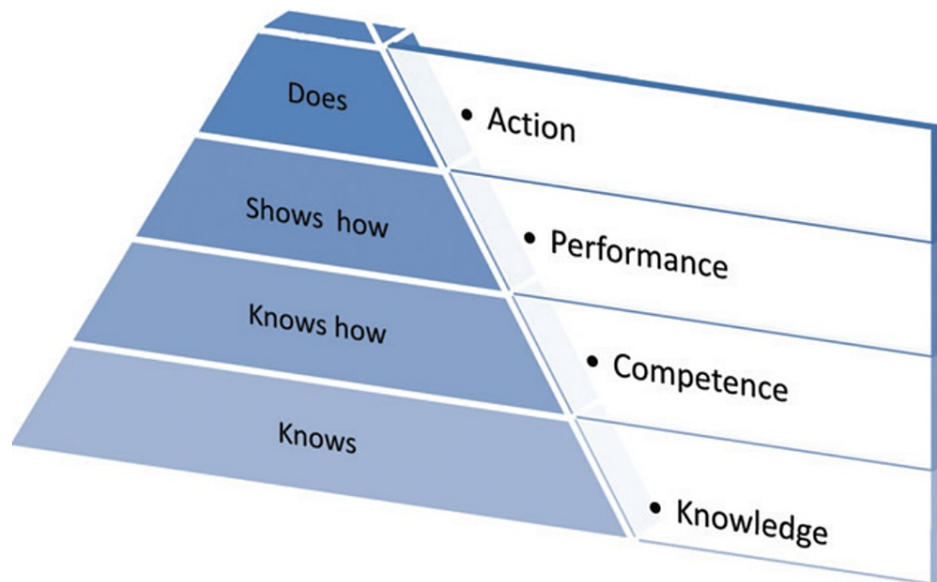 Does
• Action
Shows how
• Performance
Knows how
• Competence
Knows
• Knowledge